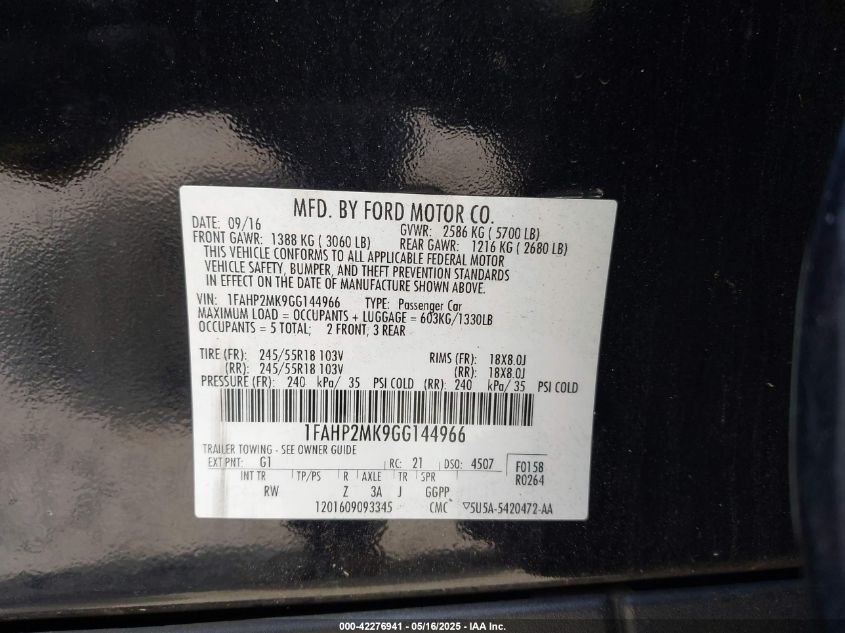 MFD. BY FORD MOTOR CO.
DATE: 09/16 GVWR: 2586 KG ( 5700 LB)
FRONT GAWR: 1388 KG ( 3060 LB) REAR GAWR: 1216 KG ( 2680 LB)
THIS VEHICLE CONFORMS TO ALL APPLICABLE FEDERAL MOTOR
VEHICLE SAFETY, BUMPER, AND THEFT PREVENTION STANDARDS
IN EFFECT ON THE DATE OF MANUFACTURE SHOWN ABOVE.
VIN: 1FAHP2MK9GG144966 TYPE: Passenger Car
MAXIMUM LOAD = OCCUPANTS + LUGGAGE = 603KG/1330LB
OCCUPANTS = 5 TOTAL; 2 FRONT, 3 REAR
TIRE (FR): 245/55R18 103V RIMS (FR): 18X8.0J
(RR): 245/55R18 103V (RR): 18X8.0J
PRESSURE (FR): 240 kPa/ 35 PSI COLD (RR): 240 kPa/ 35 PSI COLD
1FAHP2MK9GG144966
TRAILER TOWING - SEE OWNER GUIDE
EXT PNT: G1 RC: 21 DSO: 4507 F0158
R0264
INT TR TP/PS R AXLE TR SPR
RW Z 3A J GGPP
1201609093345 CMC ▽5U5A-5420472-AA
000-42276941 - 05/16/2025 - IAA Inc.